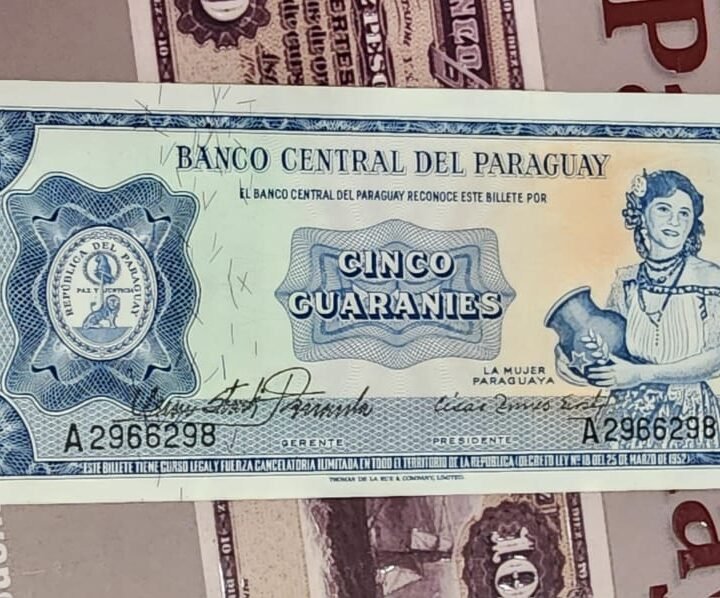 BANCO CENTRAL DEL PARAGUAY
EL BANCO CENTRAL DEL PARAGUAY RECONOCE ESTE BILLETE POR
REPUBLICA DEL PARAGUAY
PAZ Y JUSTICIA
CINCO
GUARANIES
LA MUJER
PARAGUAYA
A2966298
GERENTE
PRESIDENTE
A2966298
ESTE BILLETE TIENE CURSO LEGAL Y FUERZA CANCELATORIA ILIMITADA EN TODO EL TERRITORIO DE LA REPUBLICA (DECRETO LEY Nº 18 DEL 25 DE MARZO DE 1952)
THOMAS DE LA RUE & COMPANY, LIMITED.
10